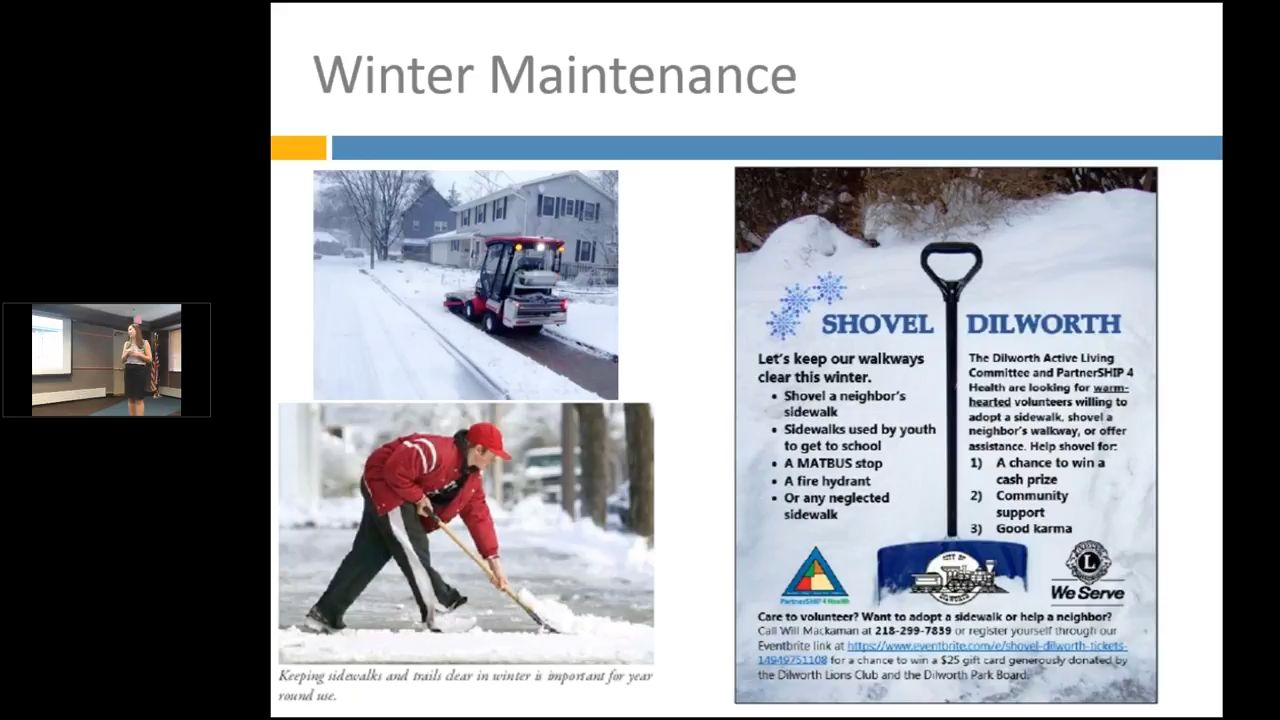 Winter Maintenance
Keeping sidewalks and trails clear in winter is important for year
round use.
SHOVEL DILWORTH
Let's keep our walkways
clear this winter.
• Shovel a neighbor's
sidewalk
• Sidewalks used by youth
to get to school
• A MATBUS stop
• A fire hydrant
• Or any neglected
sidewalk
The Dilworth Active Living
Committee and PartnerSHIP 4
Health are looking for warm-
hearted volunteers willing to
adopt a sidewalk, shovel a
neighbor's walkway, or offer
assistance. Help shovel for:
1) A chance to win a
cash prize
2) Community
support
3) Good karma
PartnerSHIP 4 Health
CITY OF
DILWORTH
L
We Serve
Care to volunteer? Want to adopt a sidewalk or help a neighbor?
Call Will Mackaman at 218-299-7839 or register yourself through our
Eventbrite link at https://www.eventbrite.com/e/shovel-dilworth-tickets-
14949751108 for a chance to win a $25 gift card generously donated by
the Dilworth Lions Club and the Dilworth Park Board.